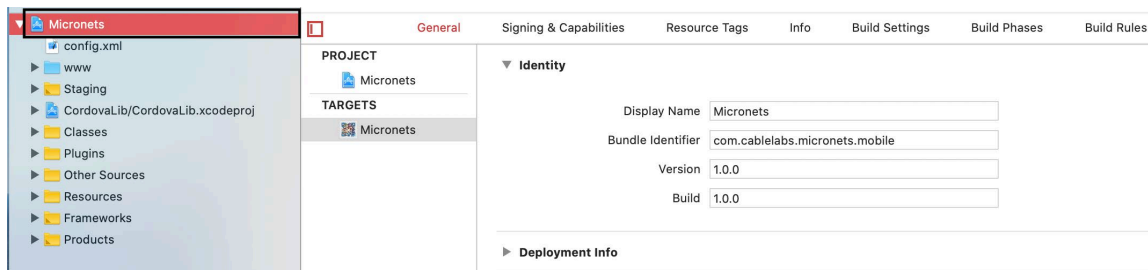 Micronets
config.xml
www
Staging
CordovaLib/CordovaLib.xcodeproj
Classes
Plugins
Other Sources
Resources
Frameworks
Products
General Signing & Capabilities Resource Tags Info Build Settings Build Phases Build Rules
PROJECT
Micronets
TARGETS
Micronets
Identity
Display Name Micronets
Bundle Identifier com.cablelabs.micronets.mobile
Version 1.0.0
Build 1.0.0
Deployment Info